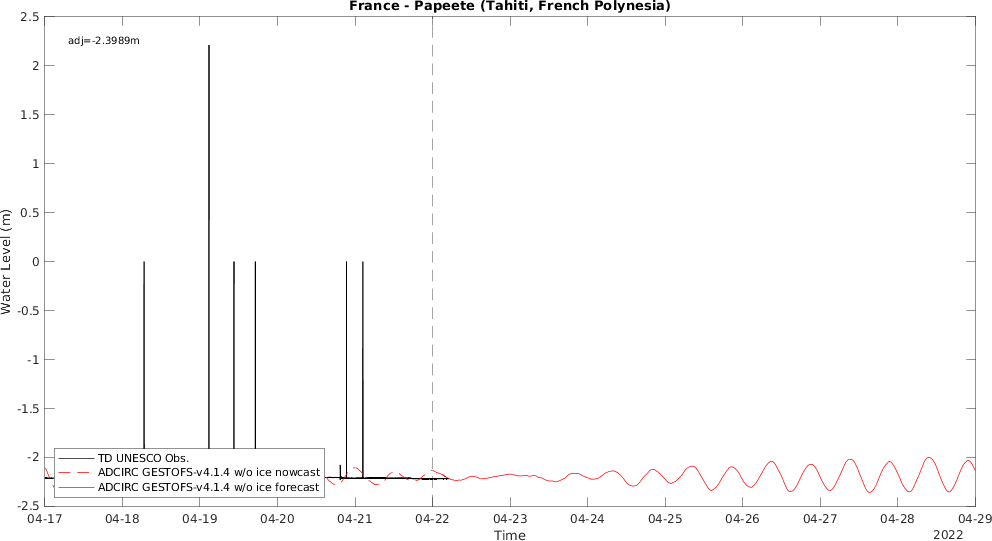 France - Papeete (Tahiti, French Polynesia)
adj=-2.3989m
Water Level (m)
2.5
2
1.5
1
0.5
0
-0.5
-1
-1.5
-2
-2.5
TD UNESCO Obs.
ADCIRC GESTOFS-v4.1.4 w/o ice nowcast
ADCIRC GESTOFS-v4.1.4 w/o ice forecast
04-17 04-18 04-19 04-20 04-21 04-22 04-23 04-24 04-25 04-26 04-27 04-28 04-29
Time
2022